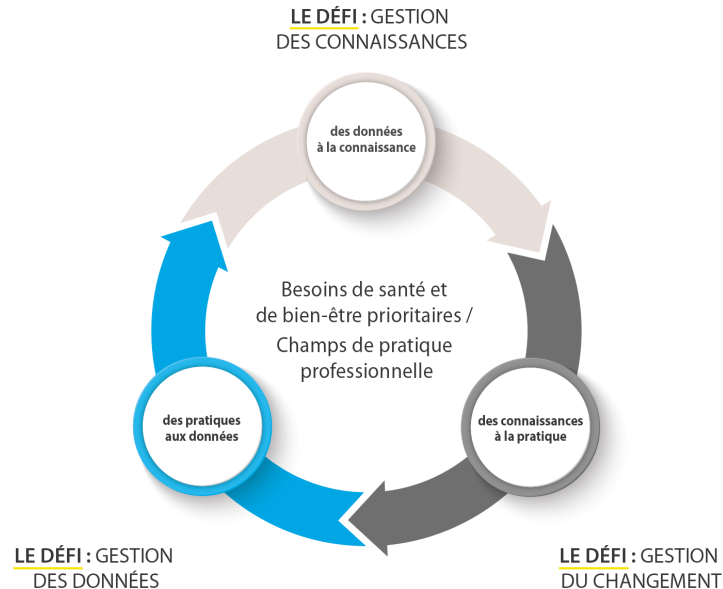 LE DÉFI : GESTION
DES CONNAISSANCES
des données
à la connaissance
Besoins de santé et
de bien-être prioritaires /
Champs de pratique
professionnelle
des pratiques
aux données
des connaissances
à la pratique
LE DÉFI : GESTION
DES DONNÉES
LE DÉFI : GESTION
DU CHANGEMENT